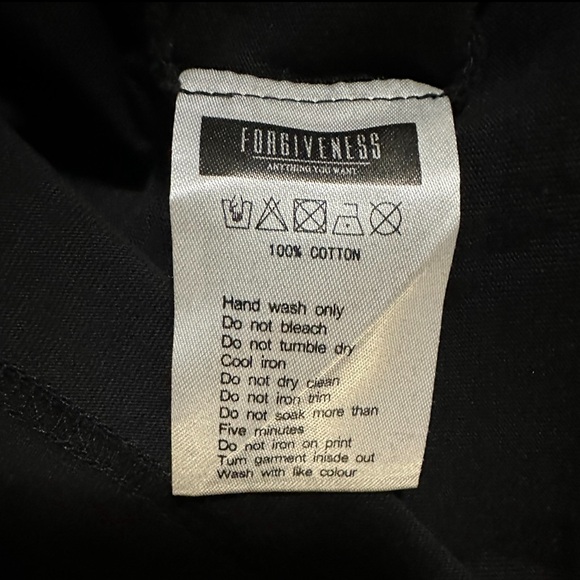 FORGIVENESS
ANYTHING YOU WANT
100% COTTON
Hand wash only
Do not bleach
Do not tumble dry
Cool iron
Do not dry clean
Do not iron trim
Do not soak more than
Five minutes
Do not iron on print
Turn garment inisde out
Wash with like colour